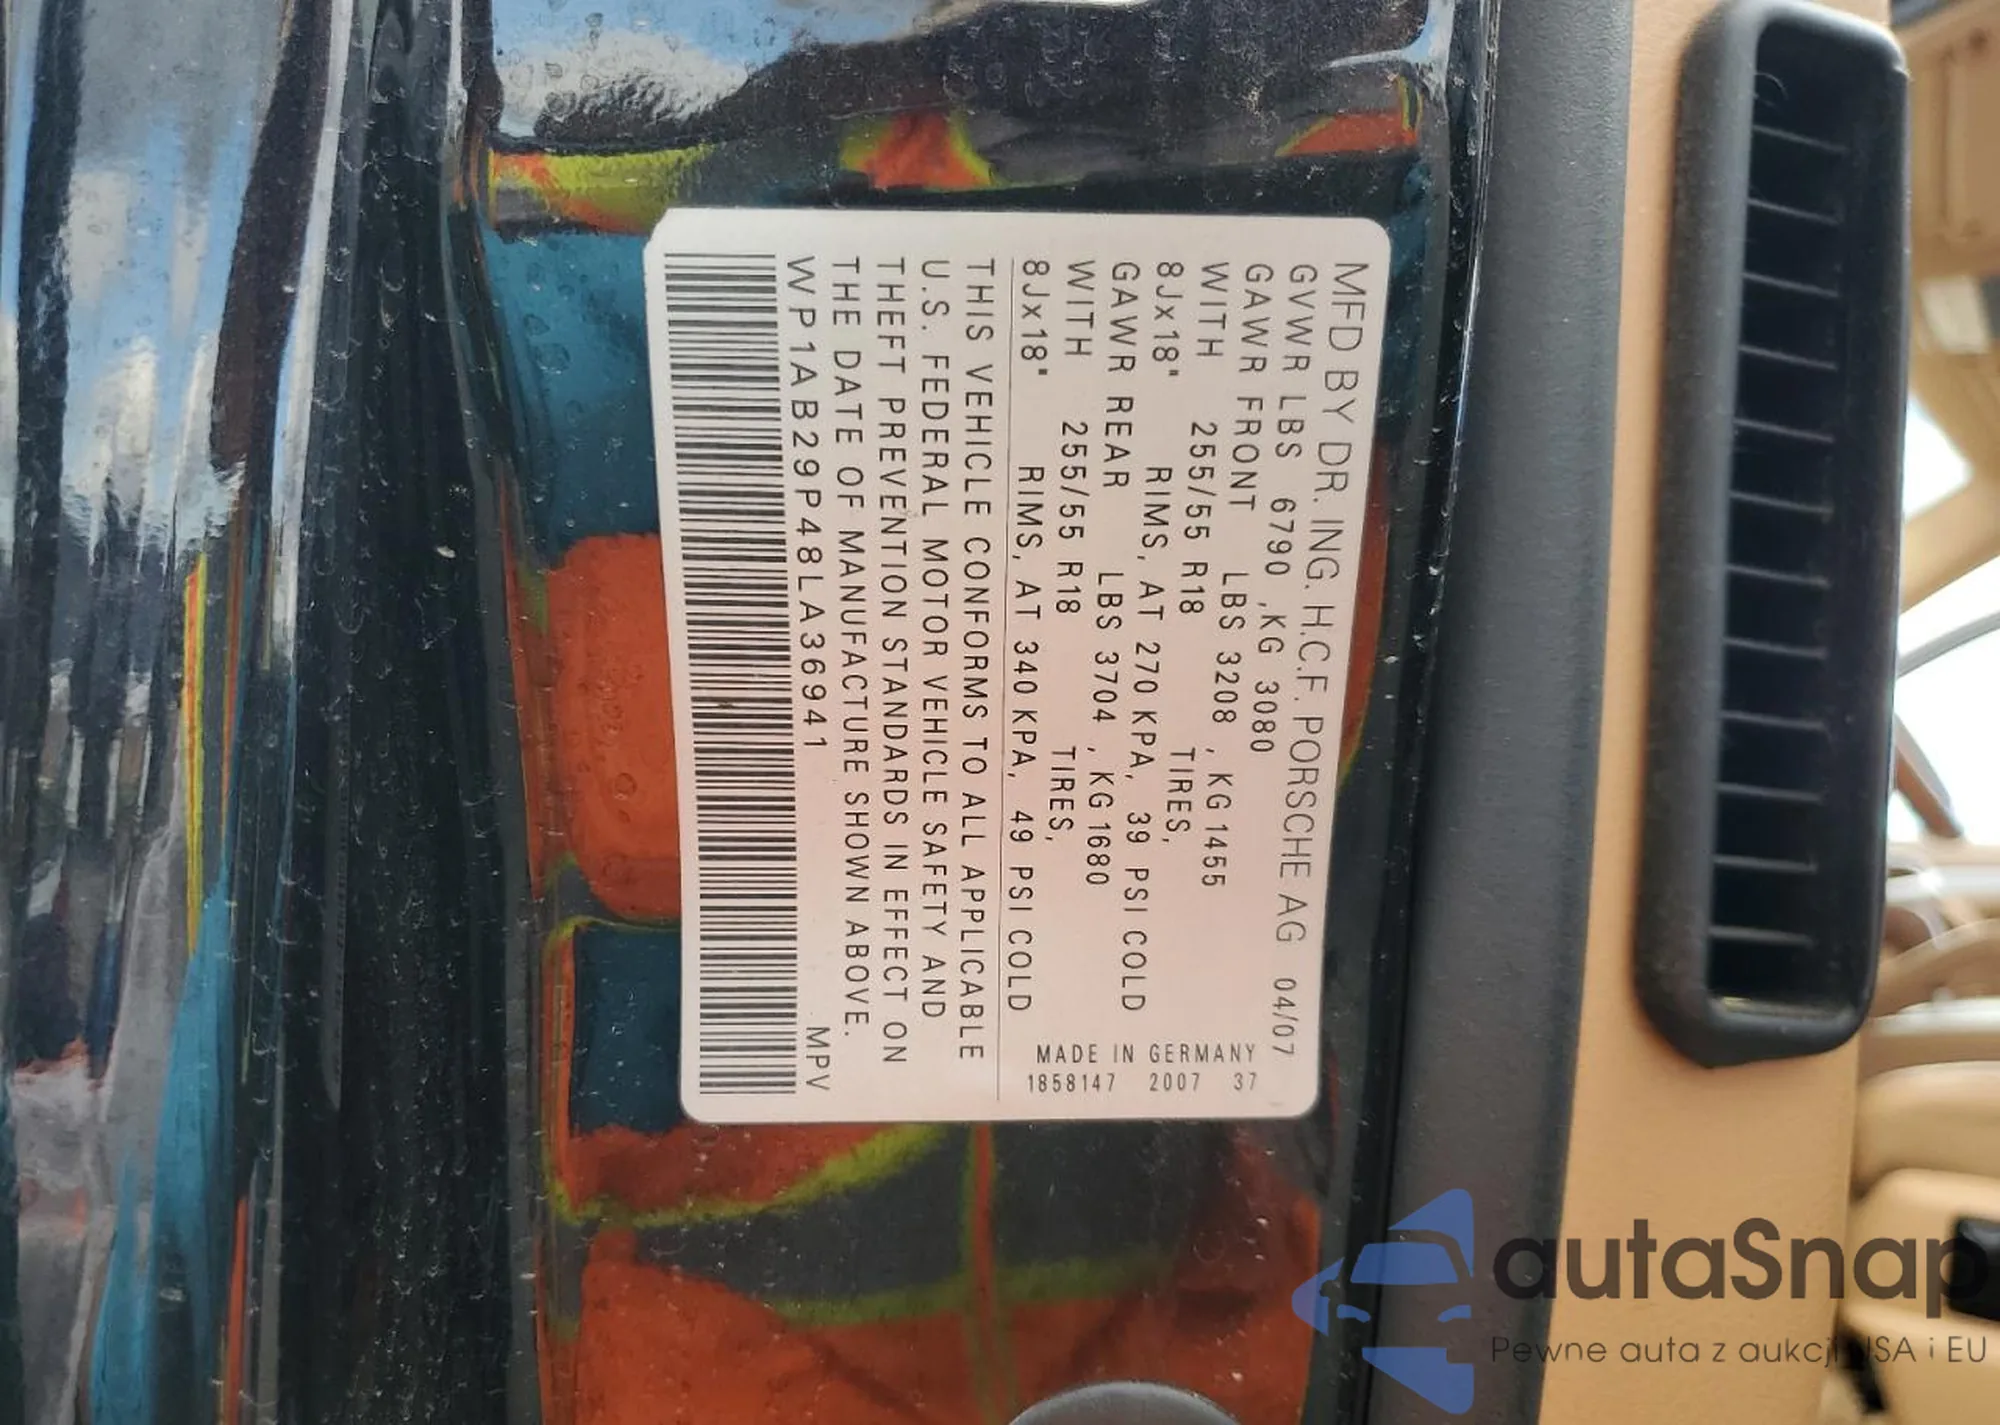 MFD BY DR. ING. H.C.F. PORSCHE AG 04/07
GVWR LBS 6790 ,KG 3080
GAWR FRONT LBS 3208 , KG 1455
WITH 255/55 R18 TIRES,
8Jx18" RIMS, AT 270 KPA, 39 PSI COLD
GAWR REAR LBS 3704 , KG 1680
WITH 255/55 R18 TIRES,
8Jx18" RIMS, AT 340 KPA, 49 PSI COLD
MADE IN GERMANY
1858147 2007 37
THIS VEHICLE CONFORMS TO ALL APPLICABLE
U.S. FEDERAL MOTOR VEHICLE SAFETY AND
THEFT PREVENTION STANDARDS IN EFFECT ON
THE DATE OF MANUFACTURE SHOWN ABOVE.
WP1AB29P48LA36941 MPV
autaSnap
Pewne auta z aukcji USA i EU